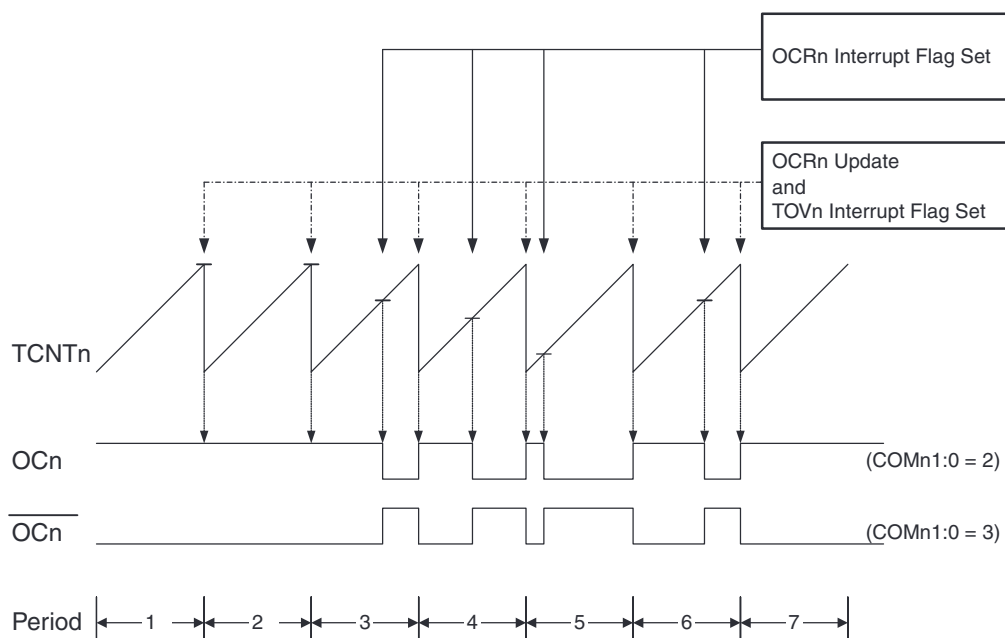 OCRn Interrupt Flag Set
OCRn Update
and
TOVn Interrupt Flag Set
TCNTn
OCn
(COMn1:0 = 2)
OCn
(COMn1:0 = 3)
Period
1
2
3
4
5
6
7